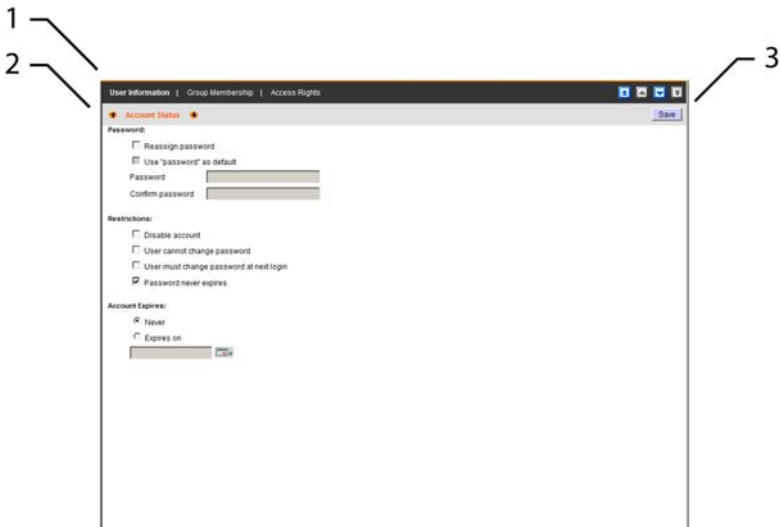 1
2
3
User Information | Group Membership | Access Rights
Account Status
Save
Password:
Reassign password
Use "password" as default
Password
Confirm password
Restrictions:
Disable account
User cannot change password
User must change password at next login
Password never expires
Account Expires:
Never
Expires on